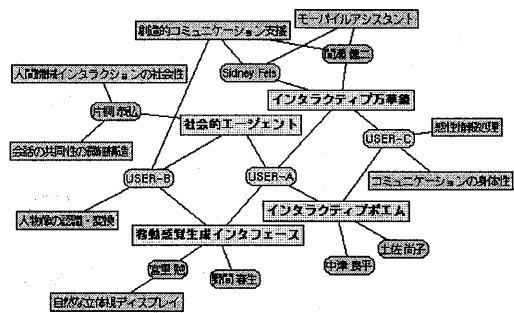 モーバイルアシスタント
創造的コミュニケーション支援
間瀬 健二
Sidney Fels
人間機械インタラクションの社会性
インタラクティブ万華鏡
片桐 恭弘
社会的エージェント
感性情報処理
USER-C
会話の共同性の
USER-B
USER-A
コミュニケーションの身体性
人物像の認識・変換
インタラクティブポエム
移動感覚生成インタフェース
土佐 尚子
宮里 勉
中津 良平
野間 春生
自然な立体視ディスプレイ